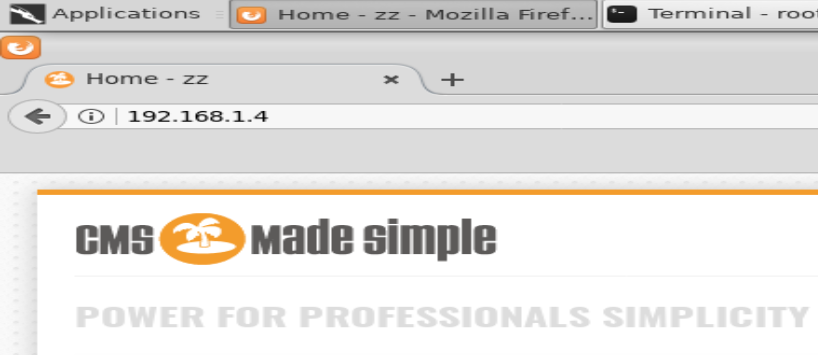 Applications Home - zz - Mozilla Firef... Terminal - root
Home - zz
192.168.1.4
CMS made simple
POWER FOR PROFESSIONALS SIMPLICITY